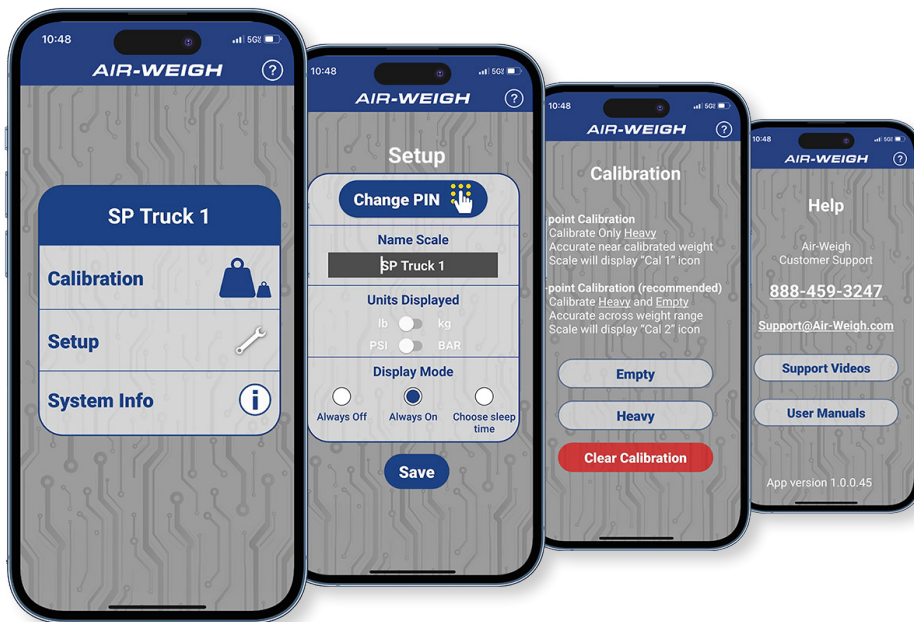 10:48
5G
AIR-WEIGH
?
SP Truck 1
Calibration
Setup
System Info
i
10:48
5G
AIR-WEIGH
?
Setup
Change PIN
Name Scale
SP Truck 1
Units Displayed
lb kg
PSI BAR
Display Mode
Always Off Always On Choose sleep
time
Save
10:48
5G
AIR-WEIGH
?
Calibration
point Calibration
Calibrate Only Heavy
Accurate near calibrated weight
Scale will display "Cal 1" icon
-point Calibration (recommended)
Calibrate Heavy and Empty
Accurate across weight range
Scale will display "Cal 2" icon
Empty
Heavy
Clear Calibration
10:48
5G
AIR-WEIGH
?
Help
Air-Weigh
Customer Support
888-459-3247
Support@Air-Weigh.com
Support Videos
User Manuals
App version 1.0.0.45